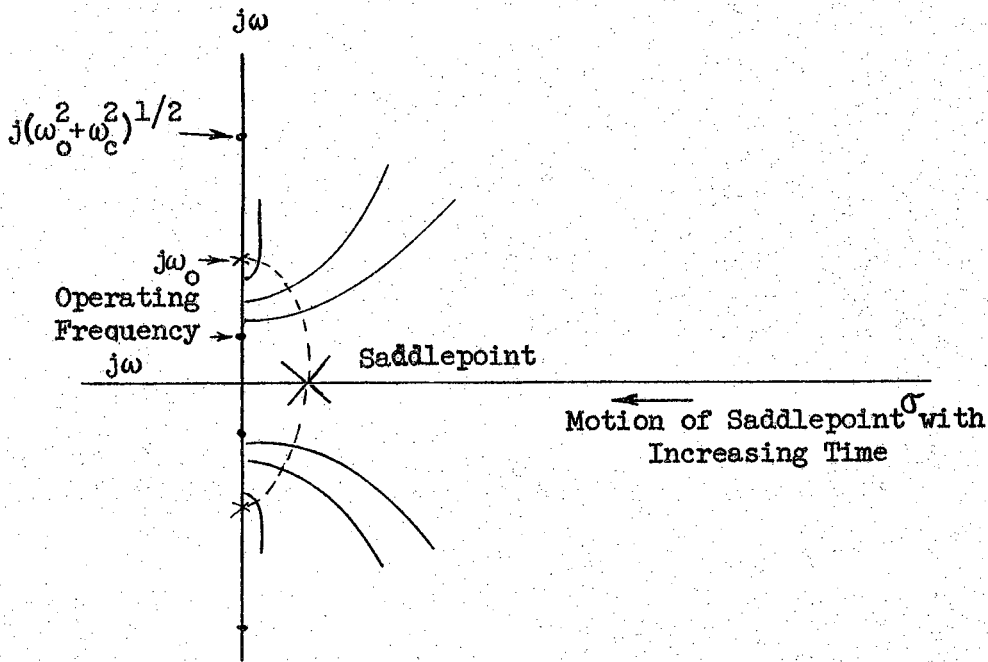 jω
j(ω_o^2+ω_c^2)^1/2
jω_o
Operating
Frequency
jω
Saddlepoint
σ
Motion of Saddlepoint with
Increasing Time